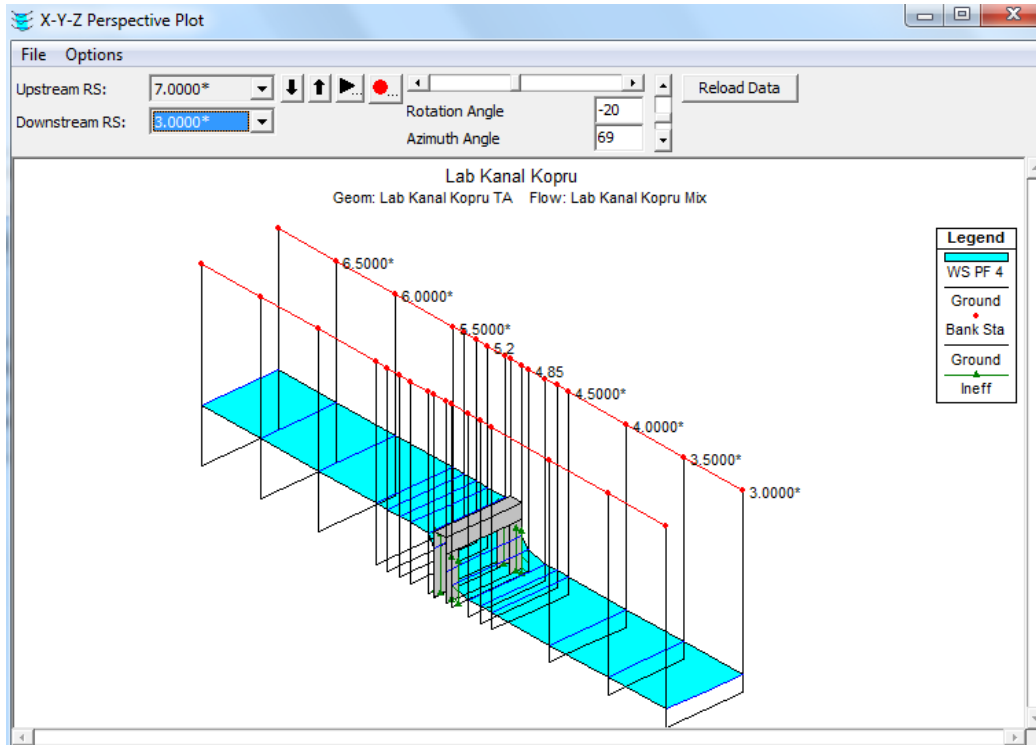 X-Y-Z Perspective Plot
File Options
Upstream RS: 7.0000*
Downstream RS: 3.0000*
Reload Data
Rotation Angle -20
Azimuth Angle 69
Lab Kanal Kopru
Geom: Lab Kanal Kopru TA Flow: Lab Kanal Kopru Mix
6.5000*
6.0000*
5.5000*
5.2
4.85
4.5000*
4.0000*
3.5000*
3.0000*
Legend
WS PF 4
Ground
Bank Sta
Ground
Ineff